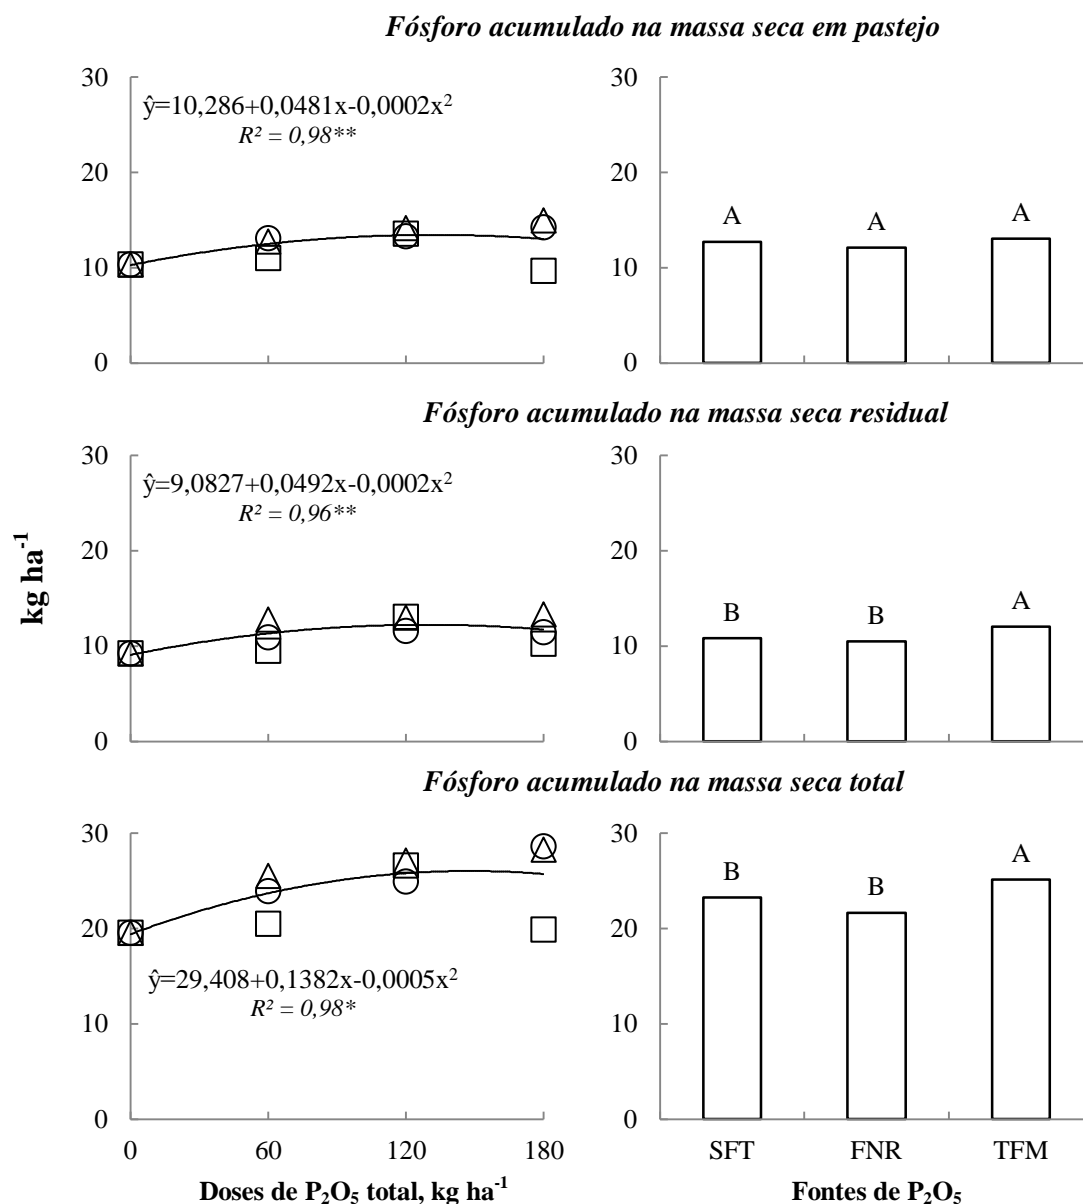 Fósforo acumulado na massa seca em pastejo
30
20
10
0
ŷ=10,286+0,0481x-0,0002x²
R² = 0,98**
30
20
10
0
A
A
A
Fósforo acumulado na massa seca residual
kg ha⁻¹
30
20
10
0
ŷ=9,0827+0,0492x-0,0002x²
R² = 0,96**
30
20
10
0
B
B
A
Fósforo acumulado na massa seca total
30
20
10
0
ŷ=29,408+0,1382x-0,0005x²
R² = 0,98*
0 60 120 180
Doses de P₂O₅ total, kg ha⁻¹
30
20
10
0
B
B
A
SFT FNR TFM
Fontes de P₂O₅